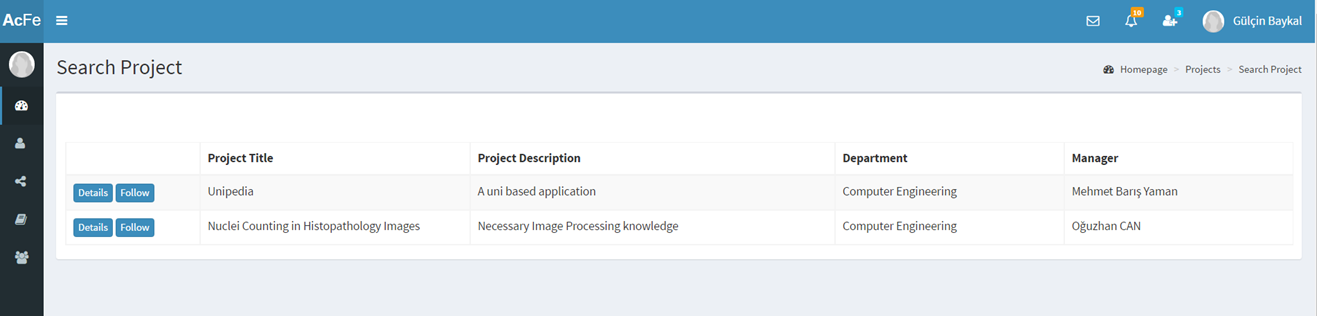 AcFe
10
3
Gülçin Baykal
Search Project
Homepage > Projects > Search Project
Project Title Project Description Department Manager
Details Follow Unipedia A uni based application Computer Engineering Mehmet Barış Yaman
Details Follow Nuclei Counting in Histopathology Images Necessary Image Processing knowledge Computer Engineering Oğuzhan CAN